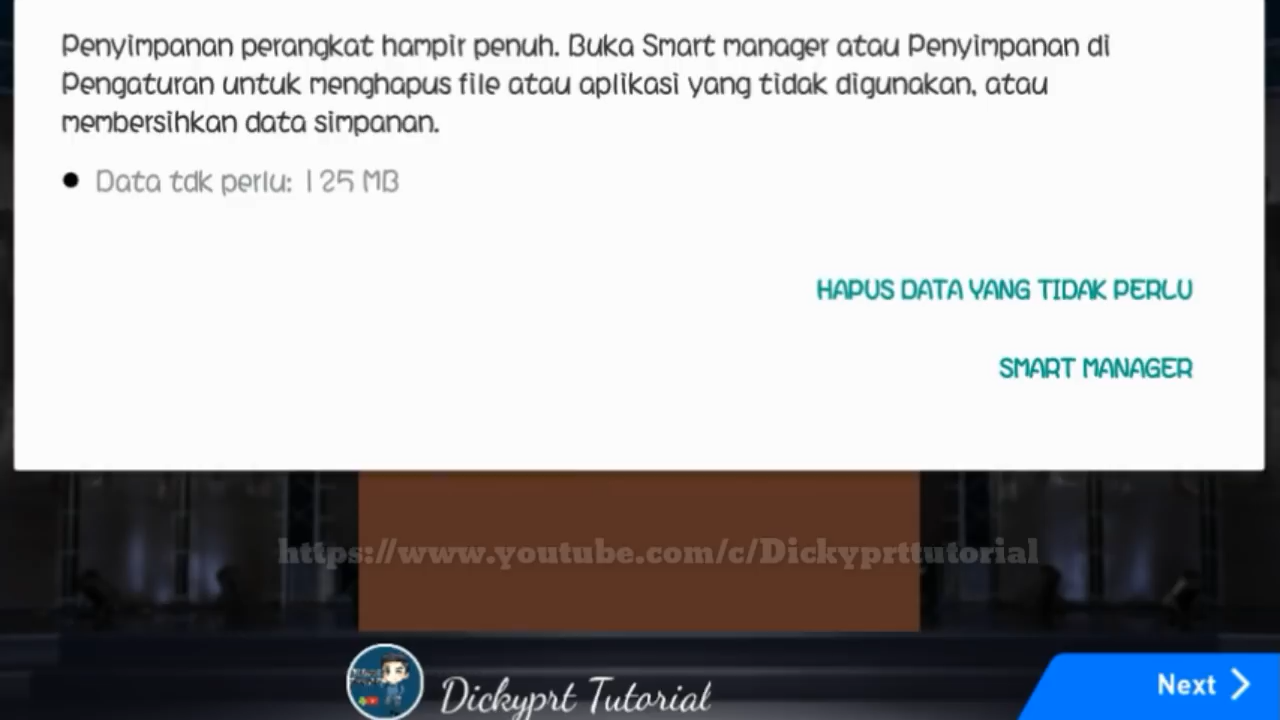 Penyimpanan perangkat hampir penuh. Buka Smart manager atau Penyimpanan di
Pengaturan untuk menghapus file atau aplikasi yang tidak digunakan, atau
membersihkan data simpanan.
Data tdk perlu: 125 MB
HAPUS DATA YANG TIDAK PERLU
SMART MANAGER
https://www.youtube.com/c/Dickyprttutorial
Dickyprt Tutorial
Next